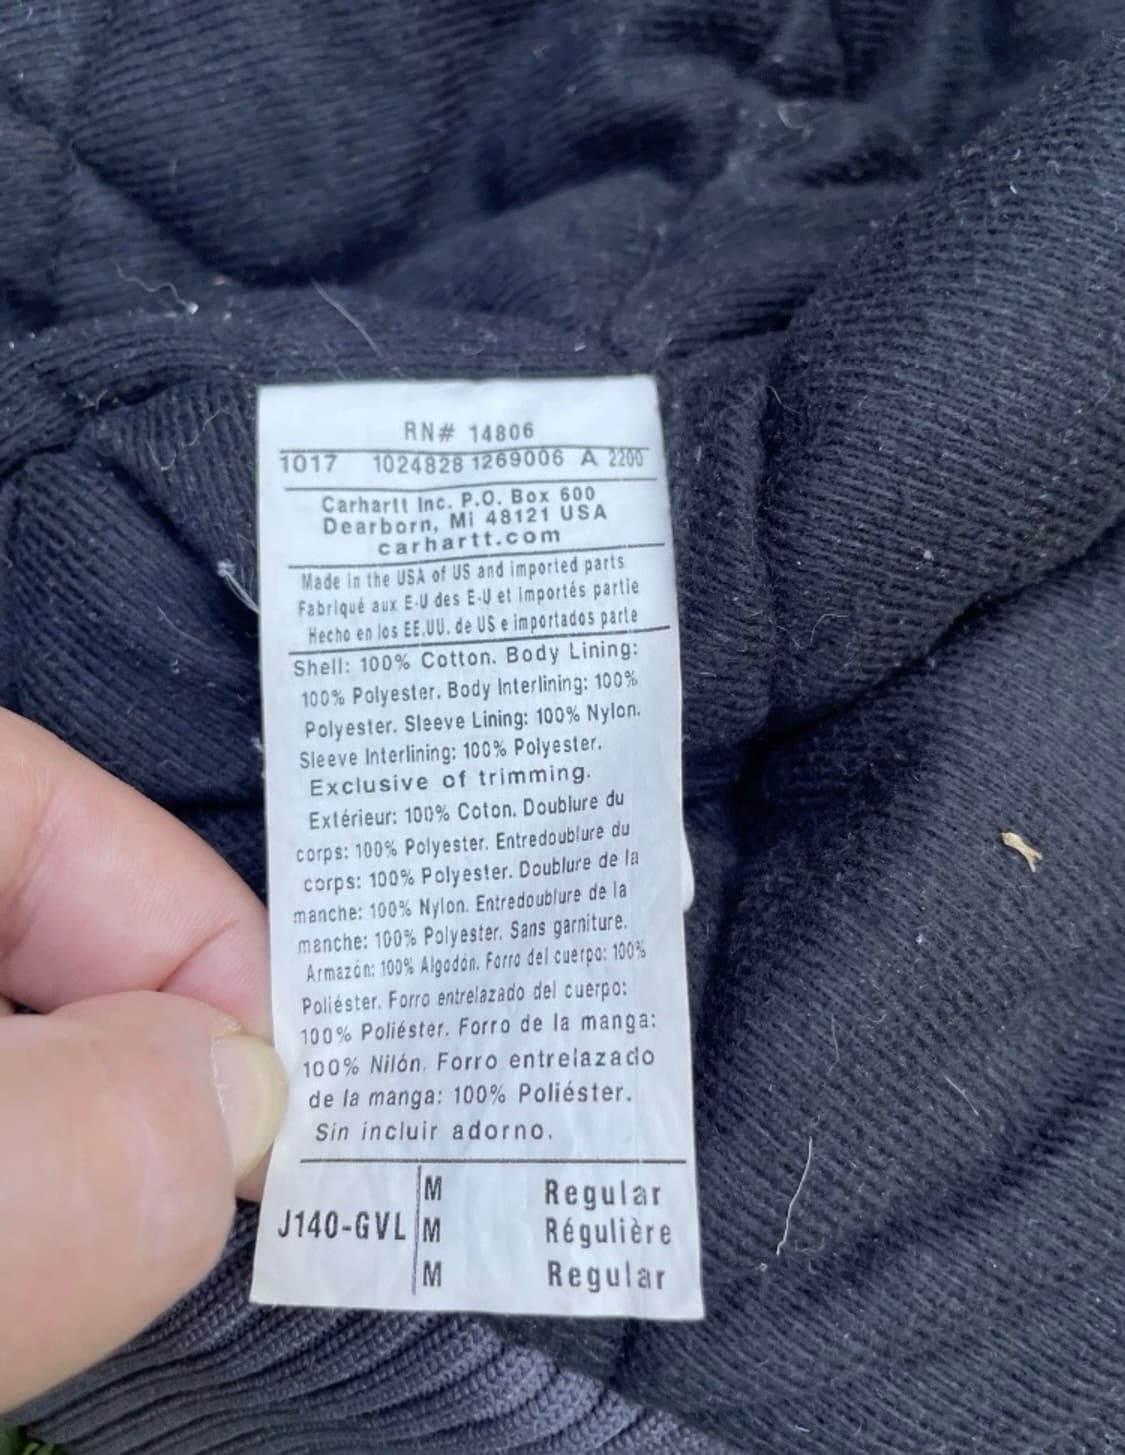 RN# 14806
1017 1024828 1269006 A 2200
Carhartt Inc. P.O. Box 600
Dearborn, MI 48121 USA
carhartt.com
Made in the USA of US and imported parts
Fabriqué aux E-U des E-U et importés partie
Hecho en los EE.UU. de US e importados parte
Shell: 100% Cotton. Body Lining:
100% Polyester. Body Interlining: 100%
Polyester. Sleeve Lining: 100% Nylon.
Sleeve Interlining: 100% Polyester.
Exclusive of trimming.
Extérieur: 100% Coton. Doublure du
corps: 100% Polyester. Entredoublure du
corps: 100% Polyester. Doublure de la
manche: 100% Nylon. Entredoublure de la
manche: 100% Polyester. Sans garniture.
Armazón: 100% Algodón. Forro del cuerpo: 100%
Poliéster. Forro entrelazado del cuerpo:
100% Poliéster. Forro de la manga:
100% Nilón. Forro entrelazado
de la manga: 100% Poliéster.
Sin incluir adorno.
M Regular
J140-GVL M Régulière
M Regular